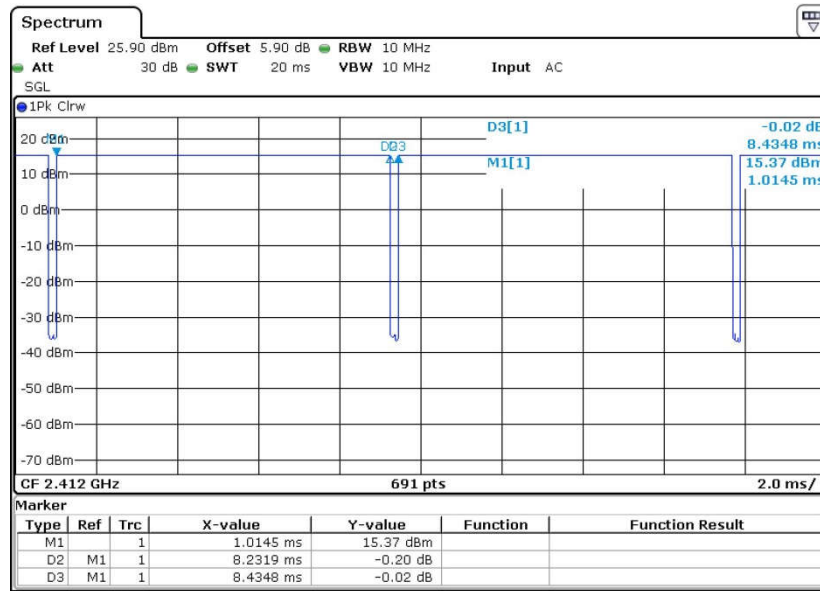 Spectrum
Ref Level 25.90 dBm Offset 5.90 dB RBW 10 MHz
Att 30 dB SWT 20 ms VBW 10 MHz Input AC
SGL
1Pk Clrw
D3[1] -0.02 dB
8.4348 ms
M1[1] 15.37 dBm
1.0145 ms
20 dBm
M1
D2 D3
10 dBm
0 dBm
-10 dBm
-20 dBm
-30 dBm
-40 dBm
-50 dBm
-60 dBm
-70 dBm
CF 2.412 GHz 691 pts 2.0 ms/
Marker
Type Ref Trc X-value Y-value Function Function Result
M1 1 1.0145 ms 15.37 dBm
D2 M1 1 8.2319 ms -0.20 dB
D3 M1 1 8.4348 ms -0.02 dB